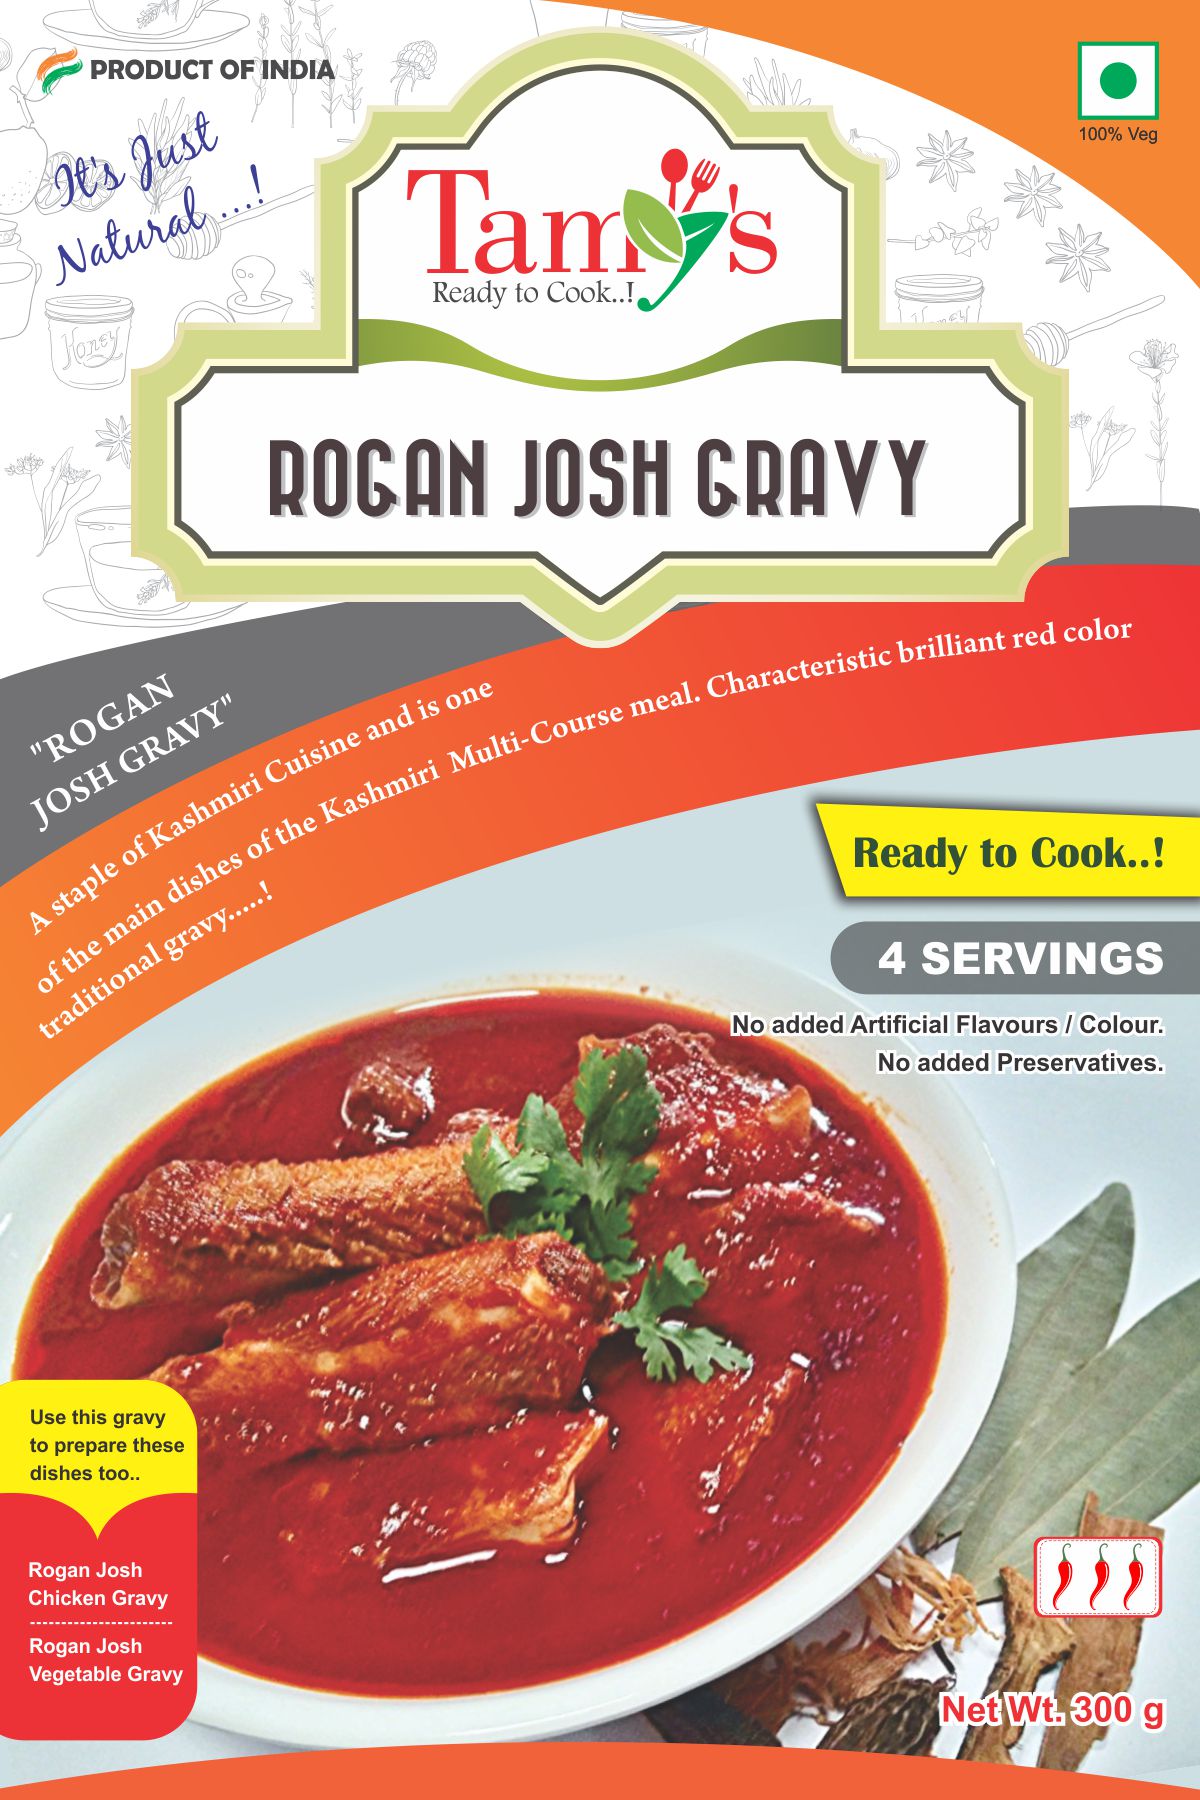 PRODUCT OF INDIA
100% Veg
It's Just
Natural ...!
Tamy's
Ready to Cook..!
Honey
Honey
ROGAN JOSH GRAVY
"ROGAN
JOSH GRAVY"
A staple of Kashmiri Cuisine and is one
of the main dishes of the Kashmiri Multi-Course meal. Characteristic brilliant red color
traditional gravy.....!
Ready to Cook..!
4 SERVINGS
No added Artificial Flavours / Colour.
No added Preservatives.
Use this gravy
to prepare these
dishes too..
Rogan Josh
Chicken Gravy
Rogan Josh
Vegetable Gravy
Net Wt. 300 g